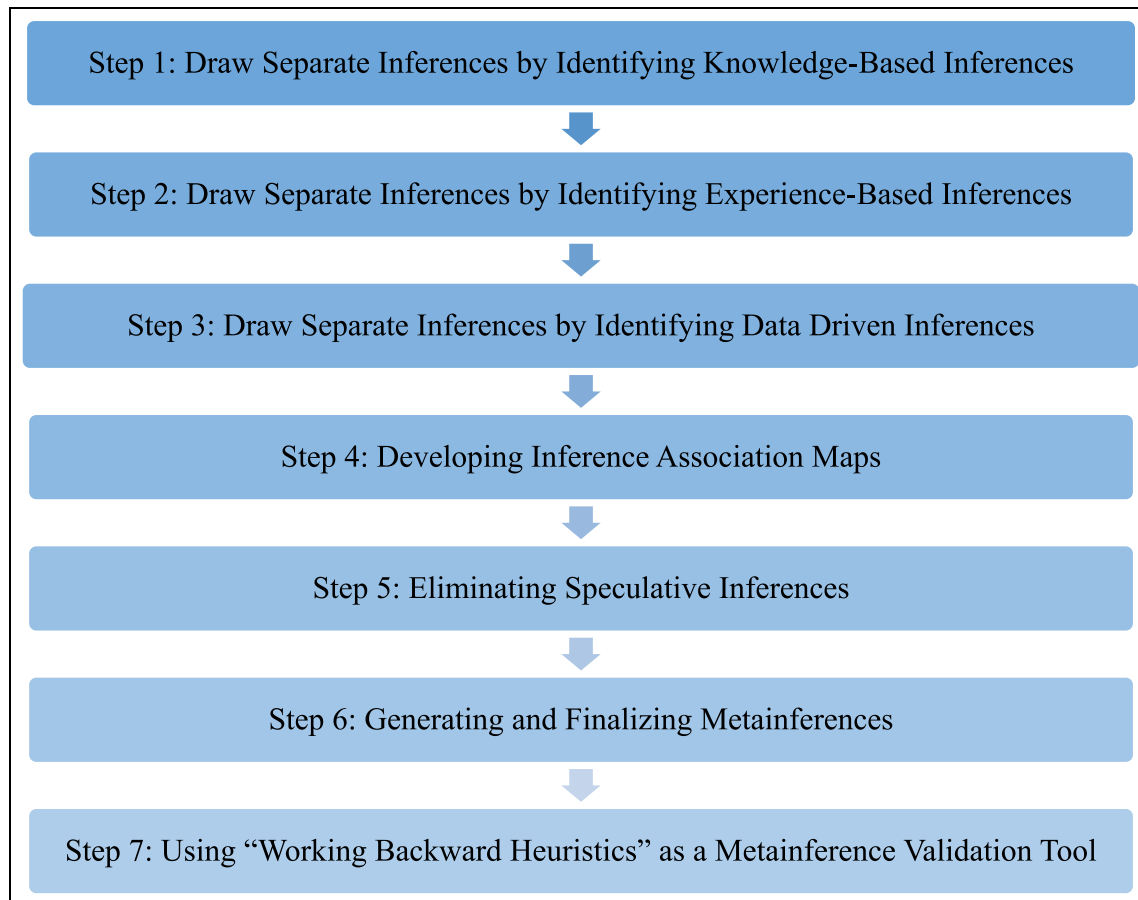 Step 1: Draw Separate Inferences by Identifying Knowledge-Based Inferences
Step 2: Draw Separate Inferences by Identifying Experience-Based Inferences
Step 3: Draw Separate Inferences by Identifying Data Driven Inferences
Step 4: Developing Inference Association Maps
Step 5: Eliminating Speculative Inferences
Step 6: Generating and Finalizing Metainferences
Step 7: Using “Working Backward Heuristics” as a Metainference Validation Tool